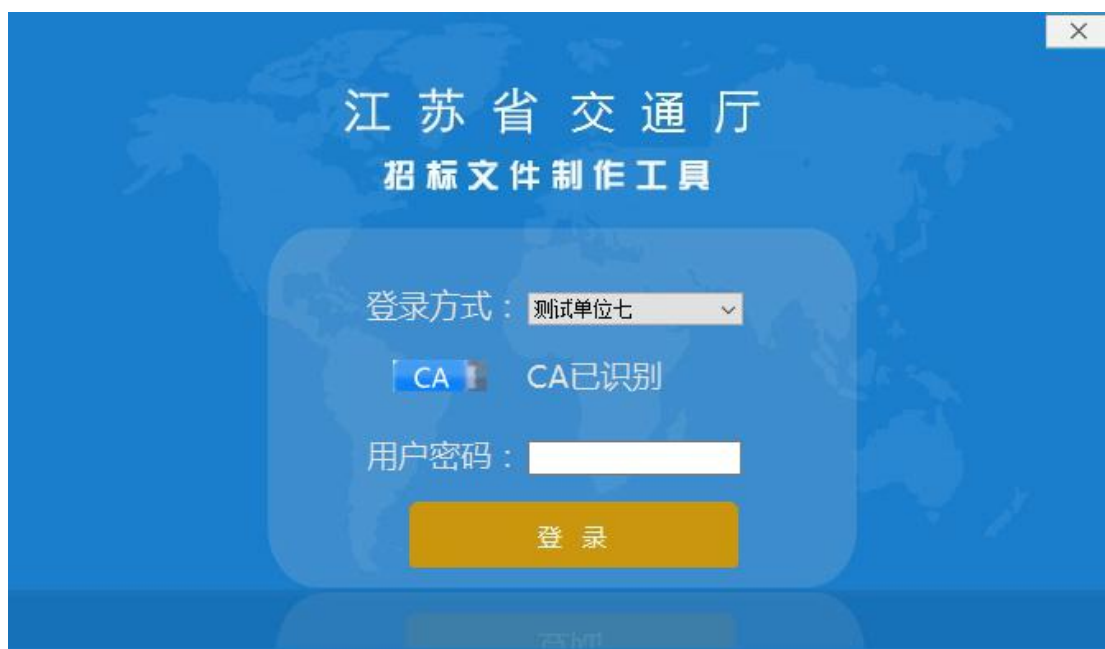 江苏省交通厅
招标文件制作工具
登录方式： 测试单位七
CA CA已识别
用户密码：
登 录